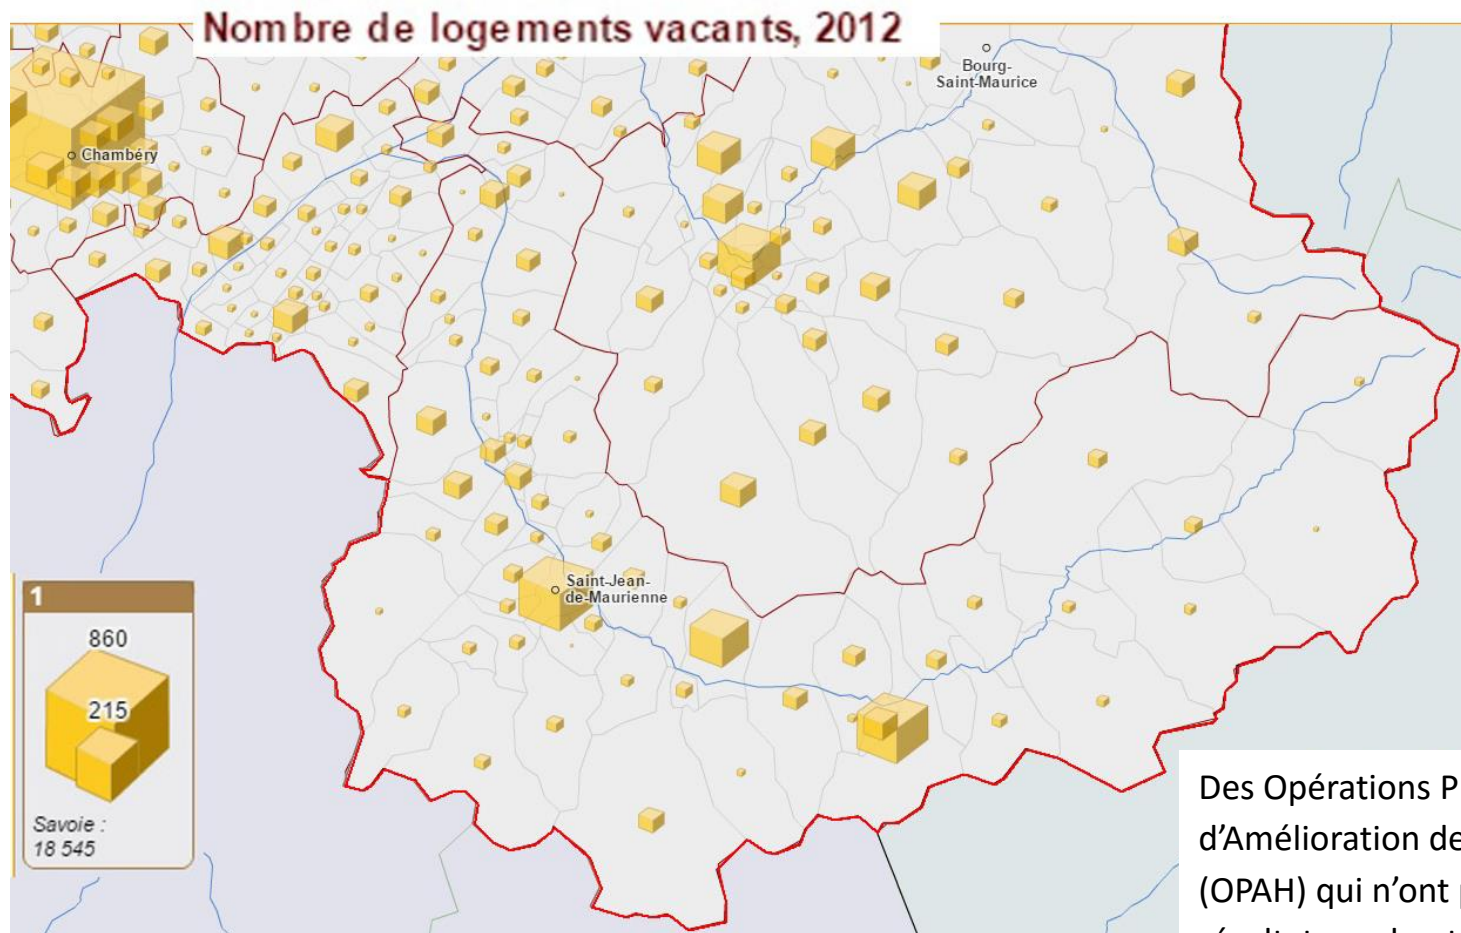 Nombre de logements vacants, 2012
Bourg-
Saint-Maurice
Chambéry
Saint-Jean-
de-Maurienne
1
860
215
Savoie :
18 545
Des Opérations P
d'Amélioration de
(OPAH) qui n'ont